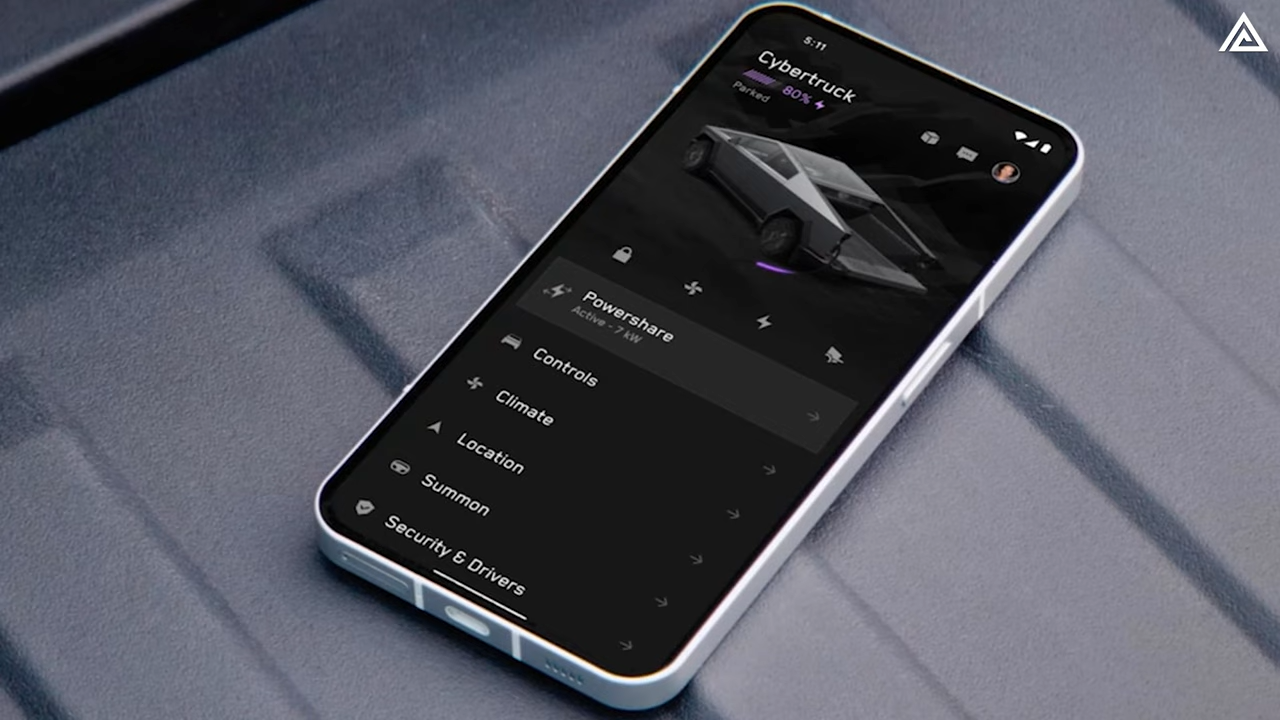 5:11
Cybertruck
80%
Parked
Powershare
Active - 7 kW
Controls
Climate
Location
Summon
Security & Drivers